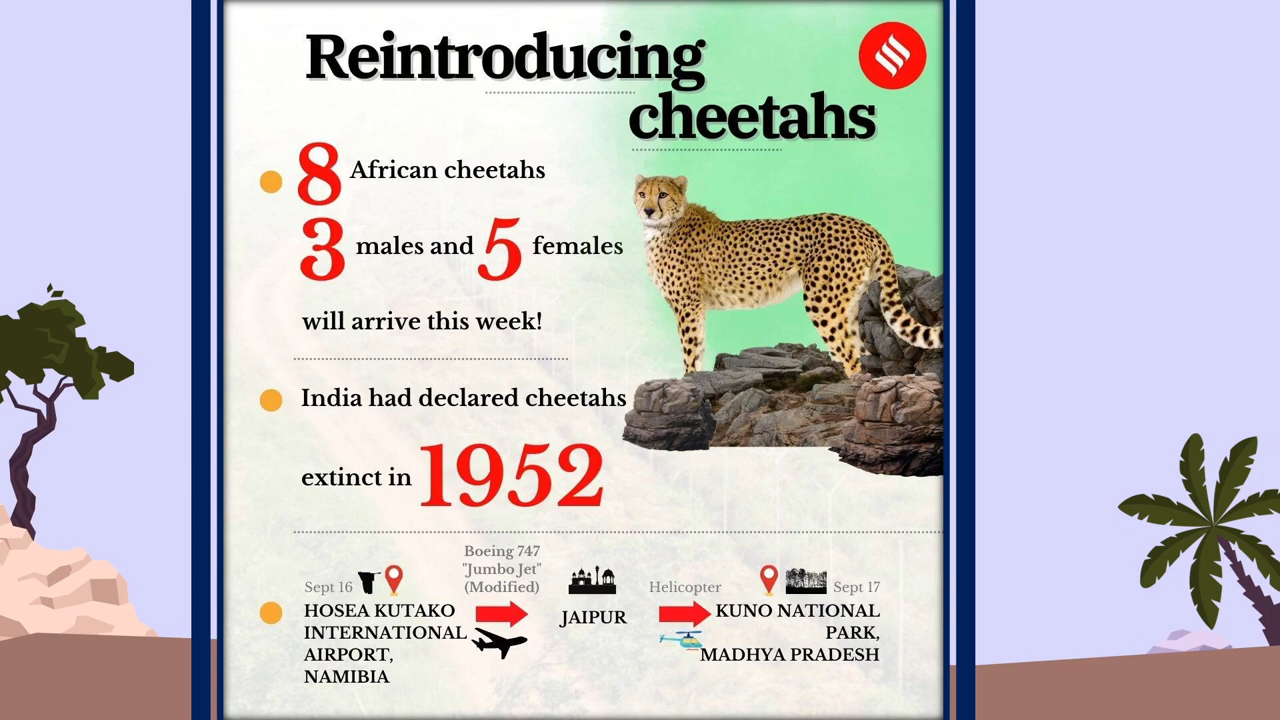 Reintroducing
cheetahs
8 African cheetahs
3 males and 5 females
will arrive this week!
India had declared cheetahs
extinct in 1952
Boeing 747
"Jumbo Jet"
(Modified)
Sept 16
HOSEA KUTAKO
INTERNATIONAL
AIRPORT,
NAMIBIA
JAIPUR
Helicopter
Sept 17
KUNO NATIONAL
PARK,
MADHYA PRADESH